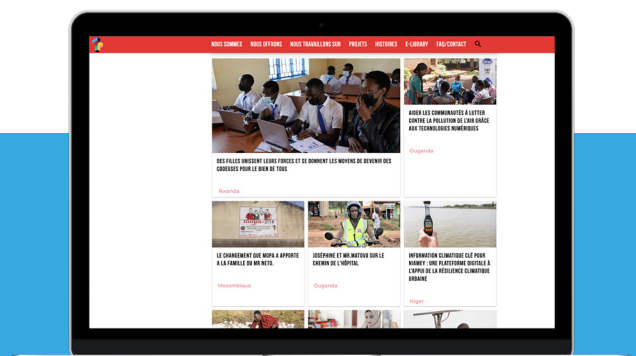 NOUS SOMMES NOUS OFFRONS NOUS TRAVAILLONS SUR PROJETS HISTOIRES E-LIBRARY FAQ/CONTACT
DES FILLES UNISSENT LEURS FORCES ET SE DONNENT LES MOYENS DE DEVENIR DES
CODEUSES POUR LE BIEN DE TOUS
Rwanda
AIDER LES COMMUNAUTÉS À LUTTER
CONTRE LA POLLUTION DE L'AIR GRÂCE
AUX TECHNOLOGIES NUMÉRIQUES
Ouganda
LE CHANGEMENT QUE MOPA A APPORTE
A LA FAMILLE DU MR NETO.
Mozambique
JOSÉPHINE ET MR.MATOVU SUR LE
CHEMIN DE L'HÔPITAL
Ouganda
INFORMATION CLIMATIQUE CLÉ POUR
NIAMEY : UNE PLATEFORME DIGITALE À
L'APPUI DE LA RÉSILIENCE CLIMATIQUE
URBAINE
Niger